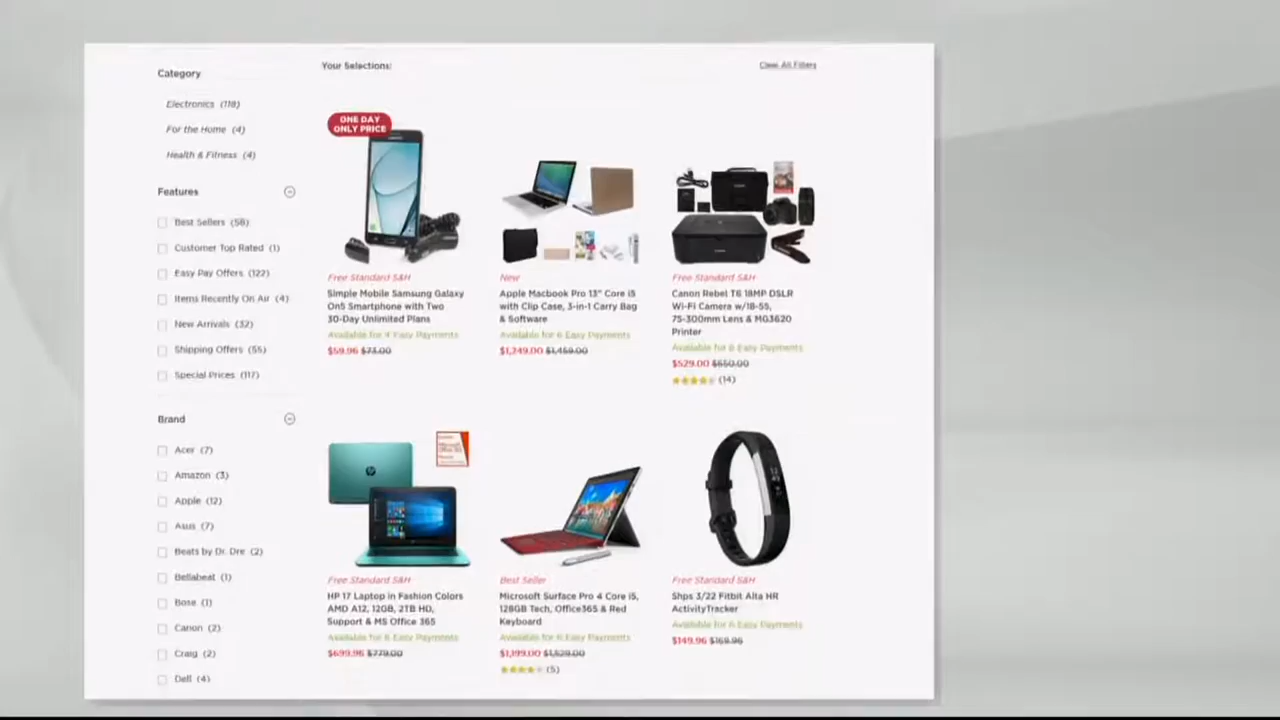 Category
Electronics (118)
For the Home (4)
Health & Fitness (4)
Features
Best Sellers (58)
Customer Top Rated (1)
Easy Pay Offers (122)
Items Recently On Air (4)
New Arrivals (32)
Shipping Offers (55)
Special Prices (117)
Brand
Acer (7)
Amazon (3)
Apple (12)
Asus (7)
Beats by Dr. Dre (2)
Bellabeat (1)
Bose (1)
Canon (2)
Craig (2)
Dell (4)
Your Selections:
Clear All Filters
ONE DAY
ONLY PRICE
Free Standard S&H
Simple Mobile Samsung Galaxy
On5 Smartphone with Two
30-Day Unlimited Plans
Available for 4 Easy Payments
$59.96 $73.00
New
Apple Macbook Pro 13" Core i5
with Clip Case, 3-in-1 Carry Bag
& Software
Available for 6 Easy Payments
$1,249.00 $1,459.00
Free Standard S&H
Canon Rebel T6 18MP DSLR
Wi-Fi Camera w/18-55,
75-300mm Lens & MG3620
Printer
Available for 6 Easy Payments
$529.00 $650.00
(14)
Free Standard S&H
HP 17 Laptop in Fashion Colors
AMD A12, 12GB, 2TB HD,
Support & MS Office 365
Available for 6 Easy Payments
$699.96 $779.00
Best Seller
Microsoft Surface Pro 4 Core i5,
128GB Tech, Office365 & Red
Keyboard
Available for 6 Easy Payments
$1,199.00 $1,529.00
(5)
Free Standard S&H
Shps 3/22 Fitbit Alta HR
ActivityTracker
Available for 6 Easy Payments
$149.96 $169.96